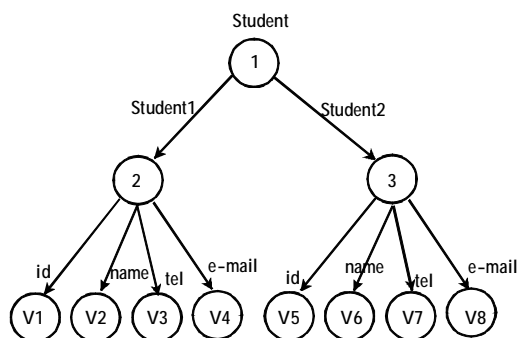 Student
1
Student1 Student2
2 3
id name tel e-mail id name tel e-mail
V1 V2 V3 V4 V5 V6 V7 V8